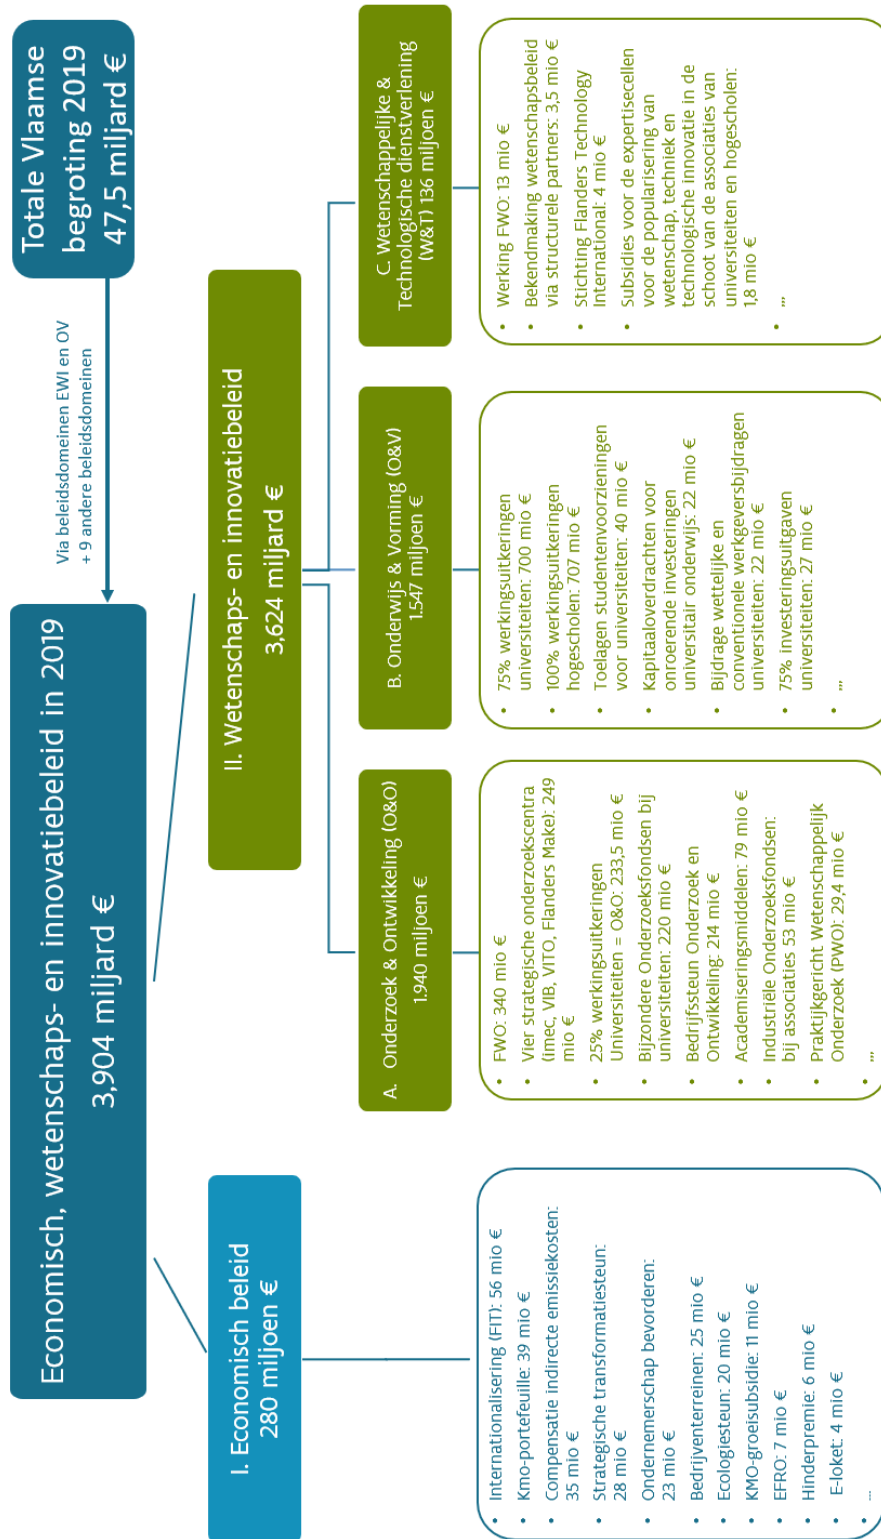 Economisch, wetenschaps- en innovatiebeleid in 2019
3,904 miljard €
Via beleidsdomeinen EWI en OV
+ 9 andere beleidsdomeinen
Totale Vlaamse
begroting 2019
47,5 miljard €
I. Economisch beleid
280 miljoen €
II. Wetenschaps- en innovatiebeleid
3,624 miljard €
• Internationalisering (FIT): 56 mio €
• Kmo-portefeuille: 39 mio €
• Compensatie indirecte emissiekosten:
35 mio €
• Strategische transformatiesteun:
28 mio €
• Ondernemerschap bevorderen:
23 mio €
• Bedrijventerreinen: 25 mio €
• Ecologiesteun: 20 mio €
• KMO-groeisubsidie: 11 mio €
• EFRO: 7 mio €
• Hinderpremie: 6 mio €
• E-loket: 4 mio €
• ...
A. Onderzoek & Ontwikkeling (O&O)
1.940 miljoen €
• FWO: 340 mio €
• Vier strategische onderzoekscentra
(imec, VIB, VITO, Flanders Make): 249
mio €
• 25% werkingsuitkeringen
Universiteiten = O&O: 233,5 mio €
• Bijzondere Onderzoeksfondsen bij
universiteiten: 220 mio €
• Bedrijfssteun Onderzoek en
Ontwikkeling: 214 mio €
• Academiseringsmiddelen: 79 mio €
• Industriële Onderzoeksfondsen:
bij associaties 53 mio €
• Praktijkgericht Wetenschappelijk
Onderzoek (PWO): 29,4 mio €
• ,,,
B. Onderwijs & Vorming (O&V)
1.547 miljoen €
• 75% werkingsuitkeringen
universiteiten: 700 mio €
• 100% werkingsuitkeringen
hogescholen: 707 mio €
• Toelagen studentenvoorzieningen
voor universiteiten: 40 mio €
• Kapitaaloverdrachten voor
onroerende investeringen
universitair onderwijs: 22 mio €
• Bijdrage wettelijke en
conventionele werkgeversbijdragen
universiteiten: 22 mio €
• 75% investeringsuitgaven
universiteiten: 27 mio €
• ,,,
C. Wetenschappelijke &
Technologische dienstverlening
(W&T) 136 miljoen €
• Werking FWO: 13 mio €
• Bekendmaking wetenschapsbeleid
via structurele partners: 3,5 mio €
• Stichting Flanders Technology
International: 4 mio €
• Subsidies voor de expertisecellen
voor de popularisering van
wetenschap, techniek en
technologische innovatie in de
schoot van de associaties van
universiteiten en hogescholen:
1,8 mio €
• ,,,